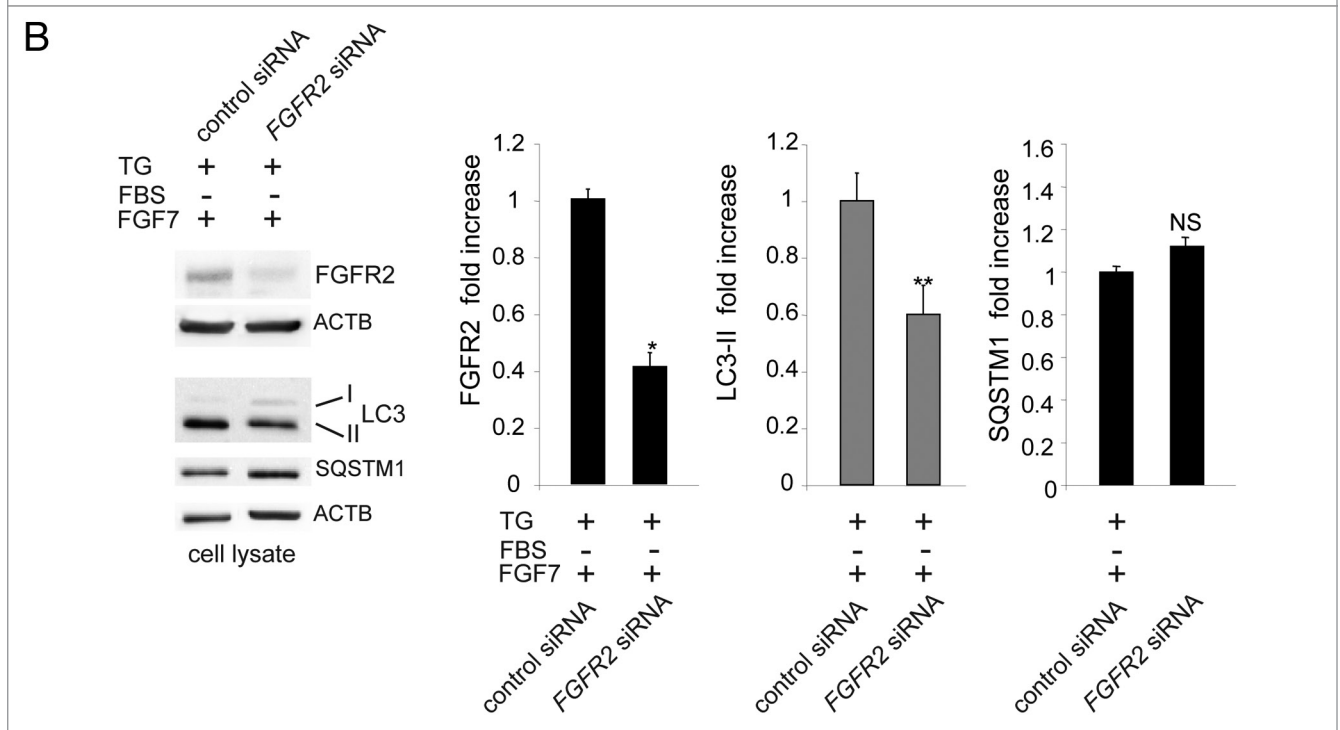 B
control siRNA
FGFR2 siRNA
TG + +
FBS - -
FGF7 + +
FGFR2
ACTB
I
LC3
II
SQSTM1
ACTB
cell lysate
FGFR2 fold increase
1.2
1
0.8
0.6
0.4
0.2
0
*
TG + +
FBS - -
FGF7 + +
control siRNA
FGFR2 siRNA
LC3-II fold increase
1.2
1
0.8
0.6
0.4
0.2
0
**
+ +
- -
+ +
control siRNA
FGFR2 siRNA
SQSTM1 fold increase
1.6
1.4
1.2
1
0.8
0.6
0.4
0.2
0
NS
+
-
+
control siRNA
FGFR2 siRNA